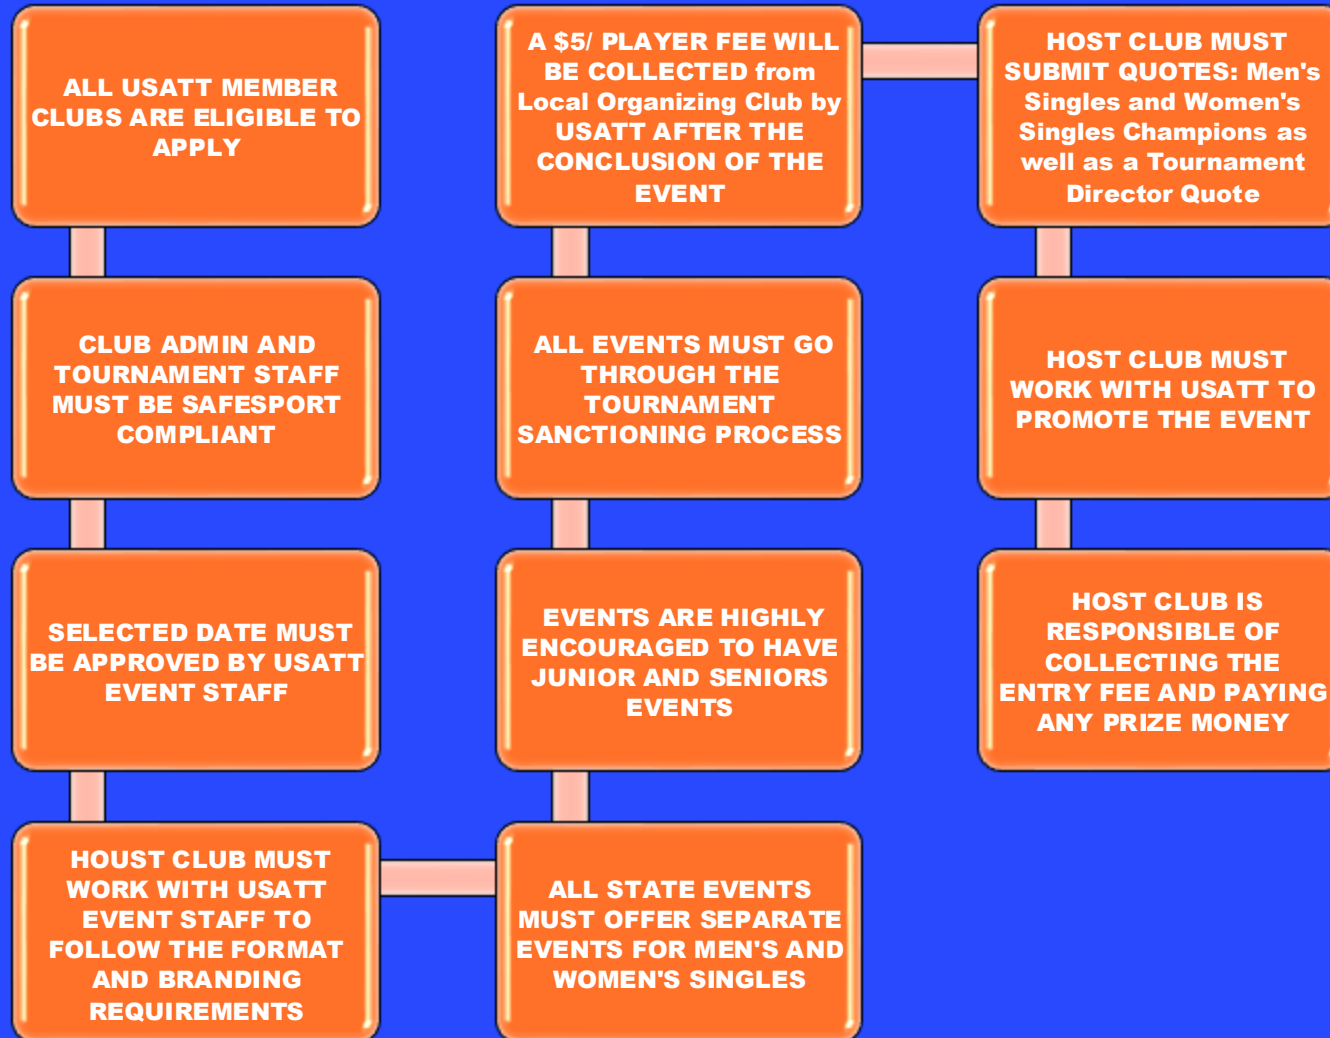 ALL USATT MEMBER
CLUBS ARE ELIGIBLE TO
APPLY
CLUB ADMIN AND
TOURNAMENT STAFF
MUST BE SAFESPORT
COMPLIANT
SELECTED DATE MUST
BE APPROVED BY USATT
EVENT STAFF
HOUST CLUB MUST
WORK WITH USATT
EVENT STAFF TO
FOLLOW THE FORMAT
AND BRANDING
REQUIREMENTS
ALL STATE EVENTS
MUST OFFER SEPARATE
EVENTS FOR MEN'S AND
WOMEN'S SINGLES
EVENTS ARE HIGHLY
ENCOURAGED TO HAVE
JUNIOR AND SENIORS
EVENTS
ALL EVENTS MUST GO
THROUGH THE
TOURNAMENT
SANCTIONING PROCESS
A $5/ PLAYER FEE WILL
BE COLLECTED from
Local Organizing Club by
USATT AFTER THE
CONCLUSION OF THE
EVENT
HOST CLUB MUST
SUBMIT QUOTES: Men's
Singles and Women's
Singles Champions as
well as a Tournament
Director Quote
HOST CLUB MUST
WORK WITH USATT TO
PROMOTE THE EVENT
HOST CLUB IS
RESPONSIBLE OF
COLLECTING THE
ENTRY FEE AND PAYING
ANY PRIZE MONEY